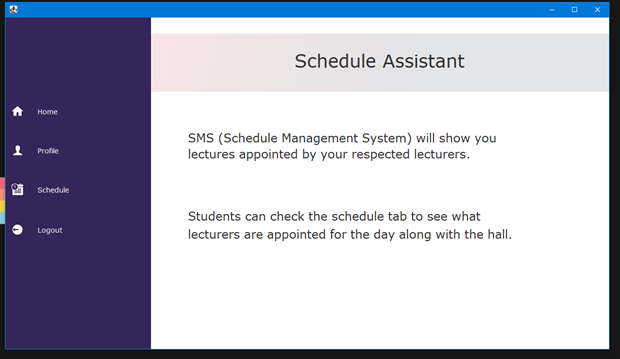 Schedule Assistant
Home
Profile
Schedule
Logout
SMS (Schedule Management System) will show you
lectures appointed by your respected lecturers.
Students can check the schedule tab to see what
lecturers are appointed for the day along with the hall.